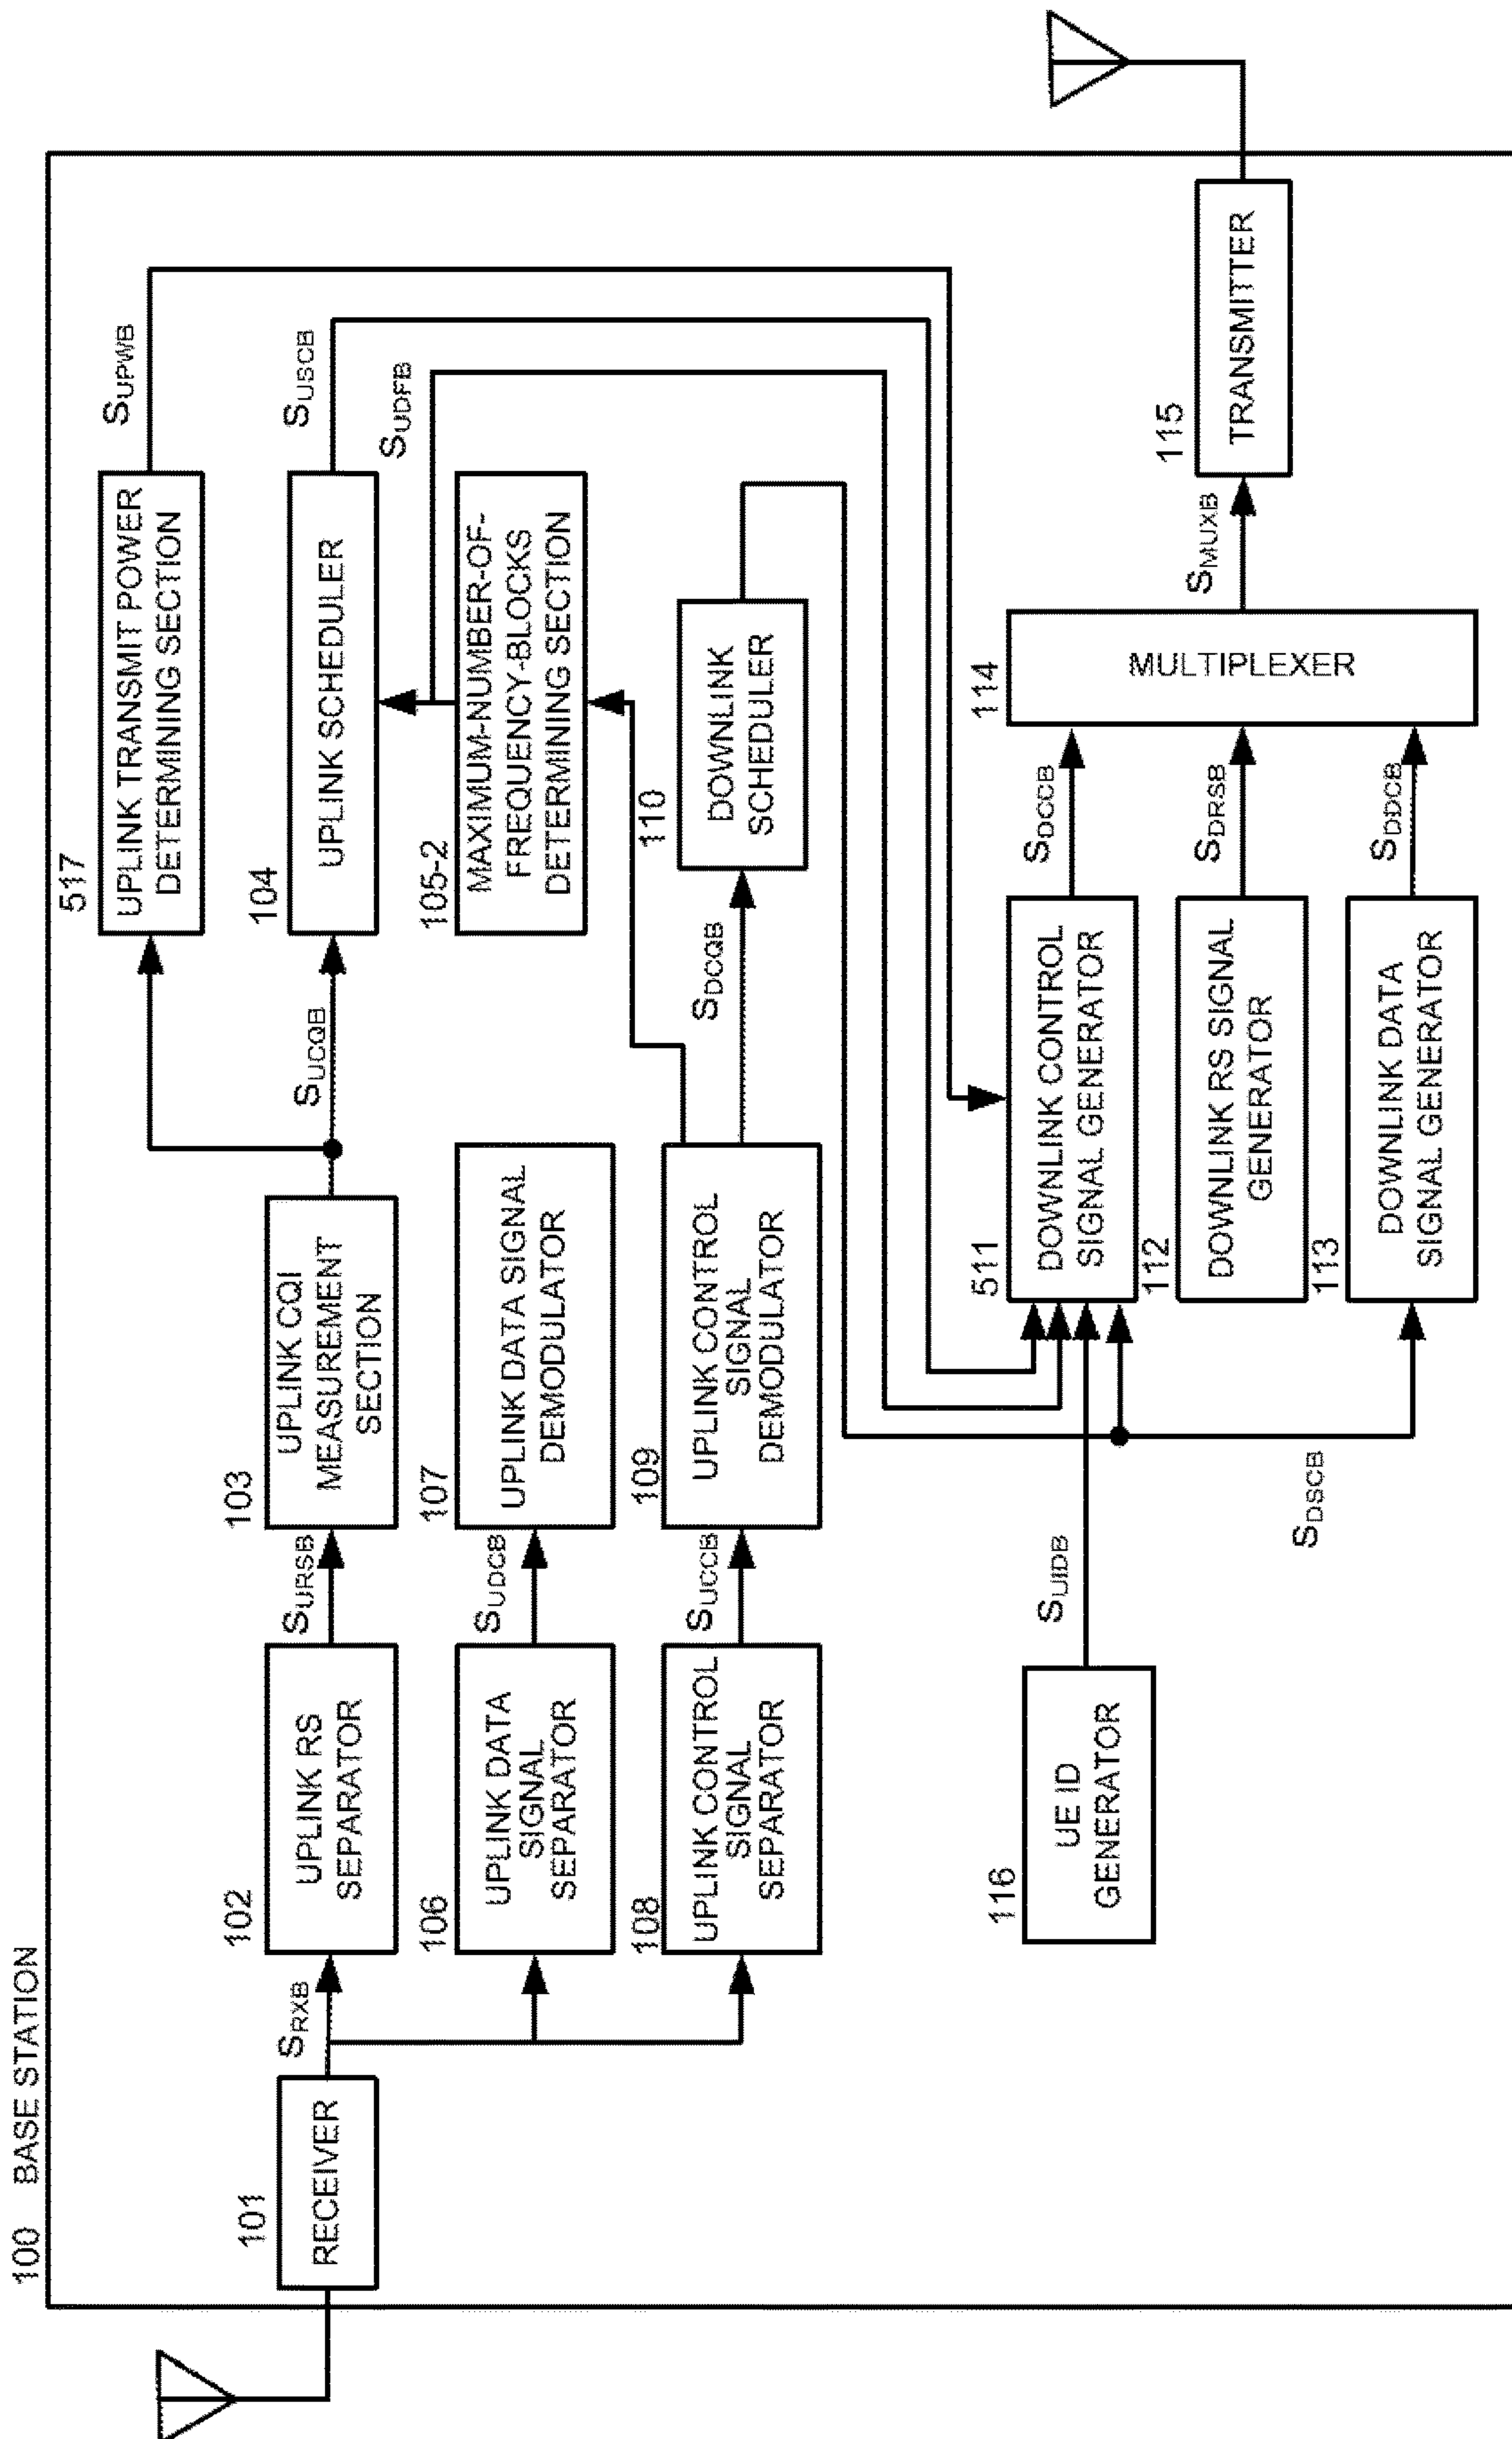 100 BASE STATION
101
RECEIVER
SRXB
102
UPLINK RS
SEPARATOR
SURSB
103
UPLINK CQI
MEASUREMENT
SECTION
SUCQB
517
UPLINK TRANSMIT POWER
DETERMINING SECTION
SUPWB
104
UPLINK SCHEDULER
SUSCB
105-2
MAXIMUM-NUMBER-OF-
FREQUENCY-BLOCKS
DETERMINING SECTION
SUDFB
106
UPLINK DATA
SIGNAL
SEPARATOR
SUDCB
107
UPLINK DATA SIGNAL
DEMODULATOR
108
UPLINK CONTROL
SIGNAL
SEPARATOR
SUCCB
109
UPLINK CONTROL
SIGNAL
DEMODULATOR
SDCQB
110
DOWNLINK
SCHEDULER
116
UE ID
GENERATOR
SUIDB
SDSCB
511
DOWNLINK CONTROL
SIGNAL GENERATOR
SDCCB
112
DOWNLINK RS SIGNAL
GENERATOR
SDRSB
113
DOWNLINK DATA
SIGNAL GENERATOR
SDDCB
114
MULTIPLEXER
SMUXB
115
TRANSMITTER